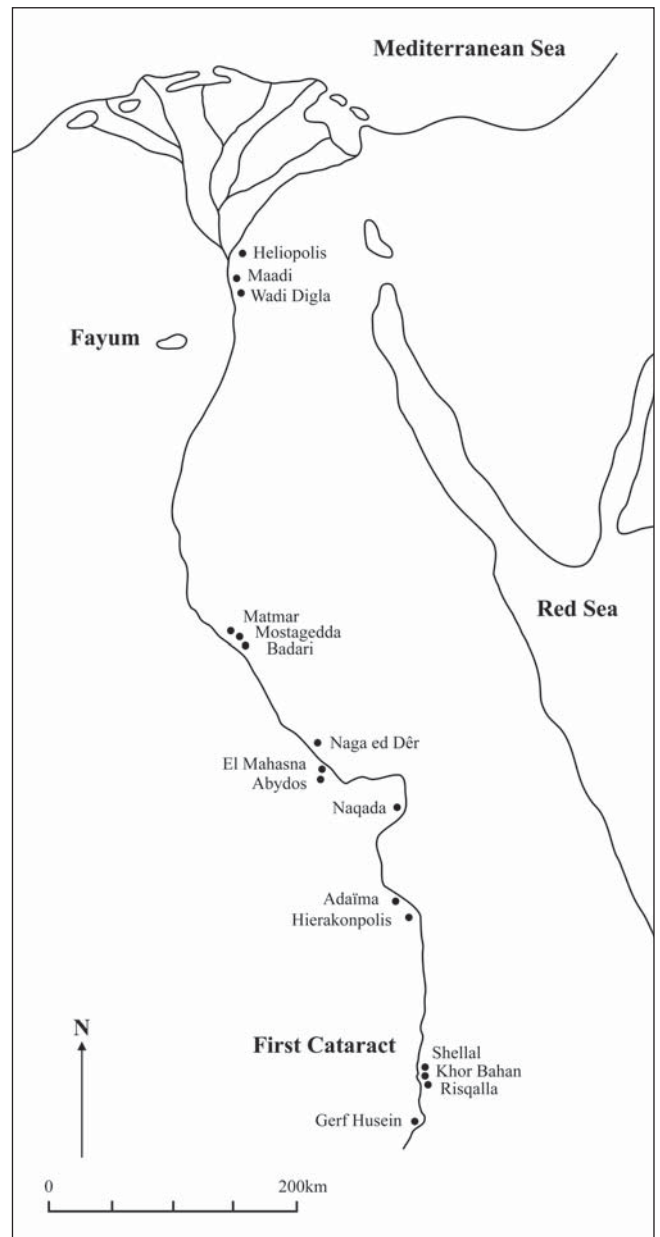 Mediterranean Sea
Heliopolis
Maadi
Wadi Digla
Fayum
Red Sea
Matmar
Mostagedda
Badari
Naga ed Dêr
El Mahasna
Abydos
Naqada
Adaïma
Hierakonpolis
N
First Cataract
Shellal
Khor Bahan
Risqalla
Gerf Husein
0 200km